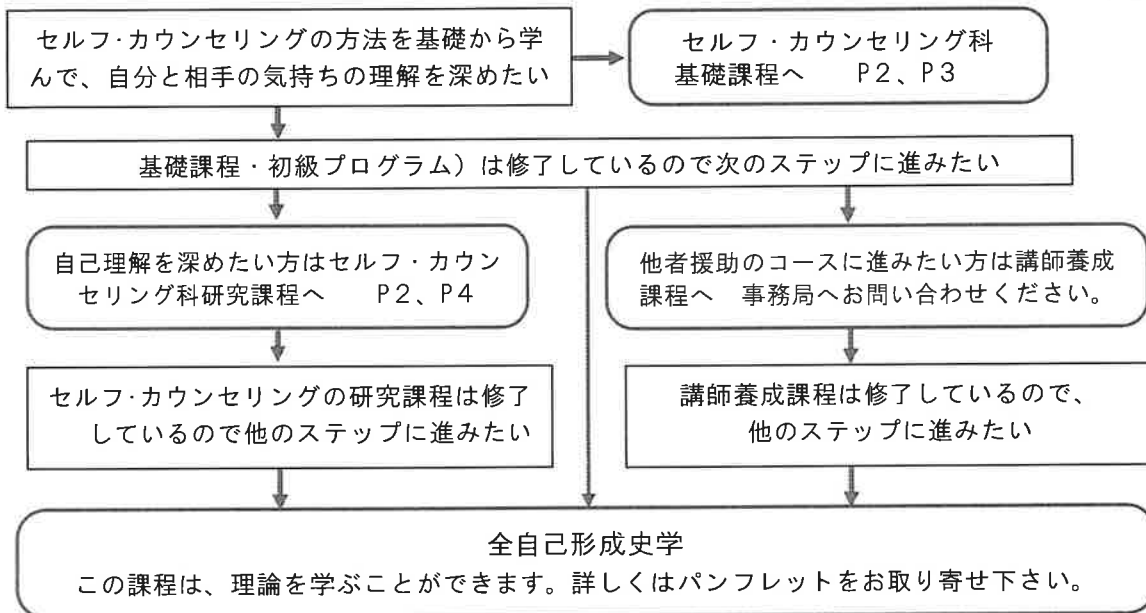 セルフ・カウンセリングの方法を基礎から学
んで、自分と相手の気持ちの理解を深めたい
セルフ・カウンセリング科
基礎課程へ　　P2、P3
基礎課程・初級プログラム）は修了しているので次のステップに進みたい
自己理解を深めたい方はセルフ・カウン
セリング科研究課程へ　　P2、P4
他者援助のコースに進みたい方は講師養成
課程へ　事務局へお問い合わせください。
セルフ・カウンセリングの研究課程は修了
しているので他のステップに進みたい
講師養成課程は修了しているので、
他のステップに進みたい
全自己形成史学
この課程は、理論を学ぶことができます。詳しくはパンフレットをお取り寄せ下さい。